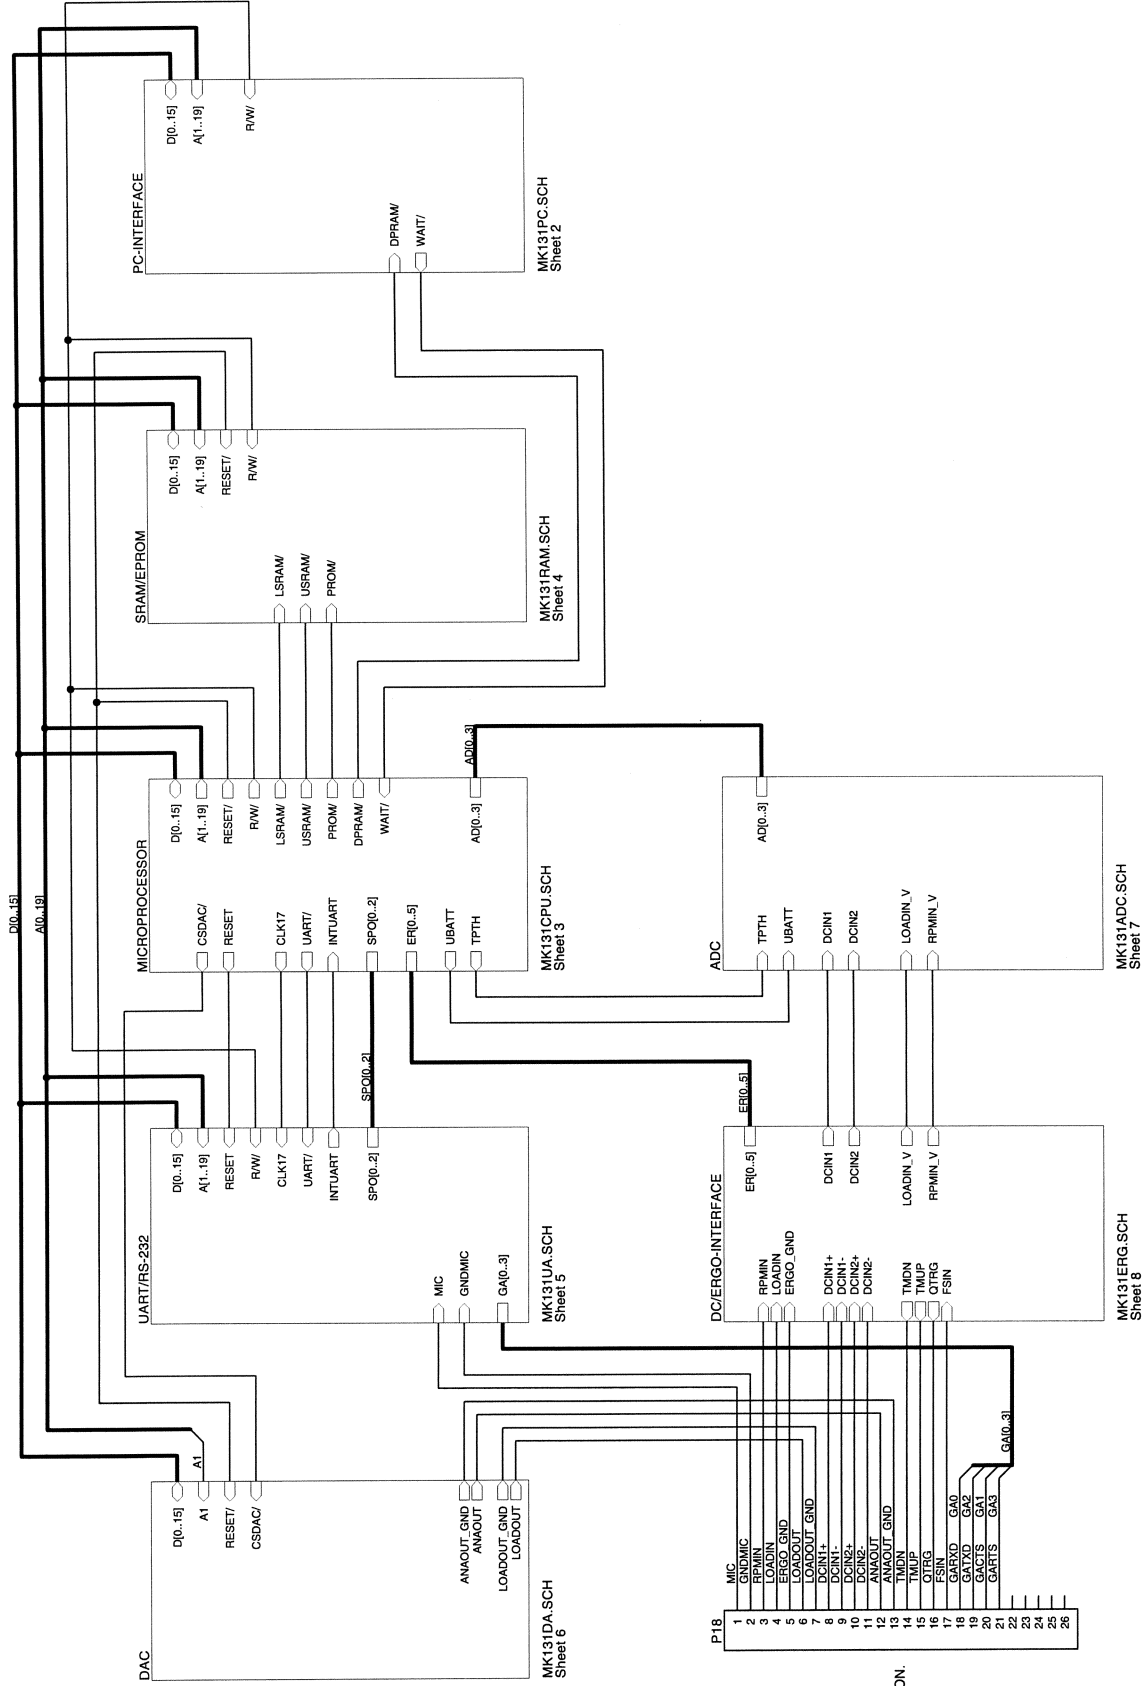 D[0..15]
A[0..19]
PC-INTERFACE
D[0..15]
A[1..19]
R/W/
DPRAM/
WAIT/
MK131PC.SCH
Sheet 2
SRAM/EPROM
D[0..15]
A[1..19]
RESET/
R/W/
LSRAM/
USRAM/
PROM/
MK131RAM.SCH
Sheet 4
MICROPROCESSOR
D[0..15]
A[1..19]
RESET/
R/W/
LSRAM/
USRAM/
PROM/
DPRAM/
WAIT/
AD[0..3]
AD[0..3]
CSDAC/
RESET
CLK17
UART/
INTUART
SPO[0..2]
ER[0..5]
UBATT
TPTH
MK131CPU.SCH
Sheet 3
SPO[0..2]
ER[0..5]
ADC
AD[0..3]
TPTH
UBATT
DCIN1
DCIN2
LOADIN_V
RPMIN_V
MK131ADC.SCH
Sheet 7
UART/RS-232
D[0..15]
A[1..19]
RESET
R/W/
CLK17
UART/
INTUART
SPO[0..2]
MIC
GNDMIC
GA[0..3]
MK131UA.SCH
Sheet 5
DC/ERGO-INTERFACE
ER[0..5]
DCIN1
DCIN2
LOADIN_V
RPMIN_V
RPMIN
LOADIN
ERGO_GND
DCIN1+
DCIN1-
DCIN2+
DCIN2-
TMDN
TMUP
QTRG
FSIN
MK131ERG.SCH
Sheet 8
DAC
A1
D[0..15]
A1
RESET/
CSDAC/
ANAOUT_GND
ANAOUT
LOADOUT_GND
LOADOUT
MK131DA.SCH
Sheet 6
GA[0..3]
P18
MIC 1
GNDMIC 2
RPMIN 3
LOADIN 4
ERGO_GND 5
LOADOUT 6
LOADOUT_GND 7
DCIN1+ 8
DCIN1- 9
DCIN2+ 10
DCIN2- 11
ANAOUT 12
ANAOUT_GND 13
TMDN 14
TMUP 15
QTRG 16
FSIN 17
GARXD GA0 18
GATXD GA2 19
GACTS GA1 20
GARTS GA3 21
22
23
24
25
26
ON.